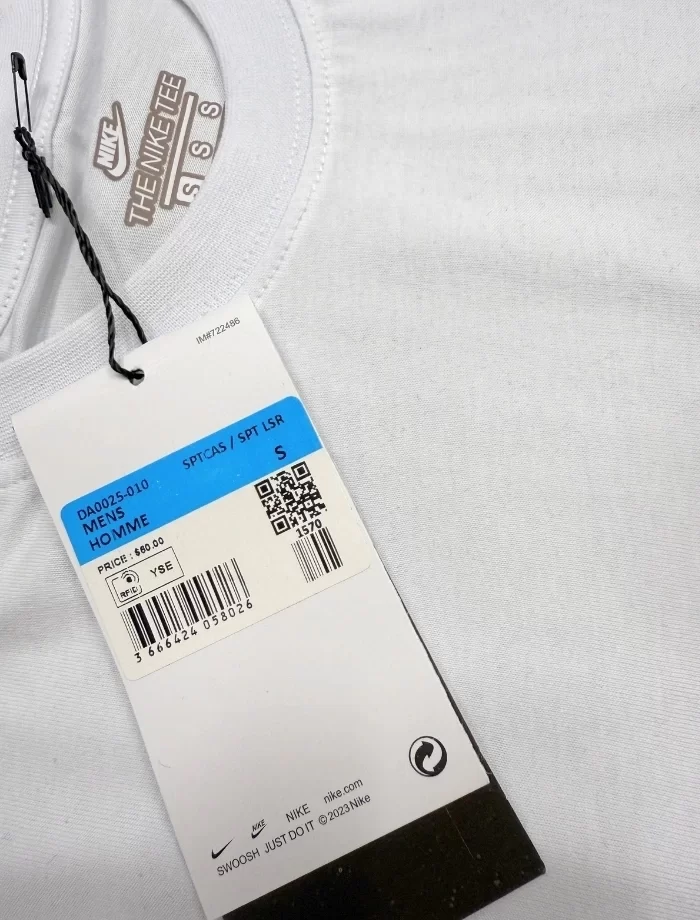 NIKE
THE NIKE TEE
S S S
IM#722486
SPTCAS / SPT LSR
DA0025-010
S
MENS
HOMME
PRICE : $60.00
RFID YSE
1570
3 666424 058026
NIKE NIKE nike.com
SWOOSH JUST DO IT © 2023 Nike